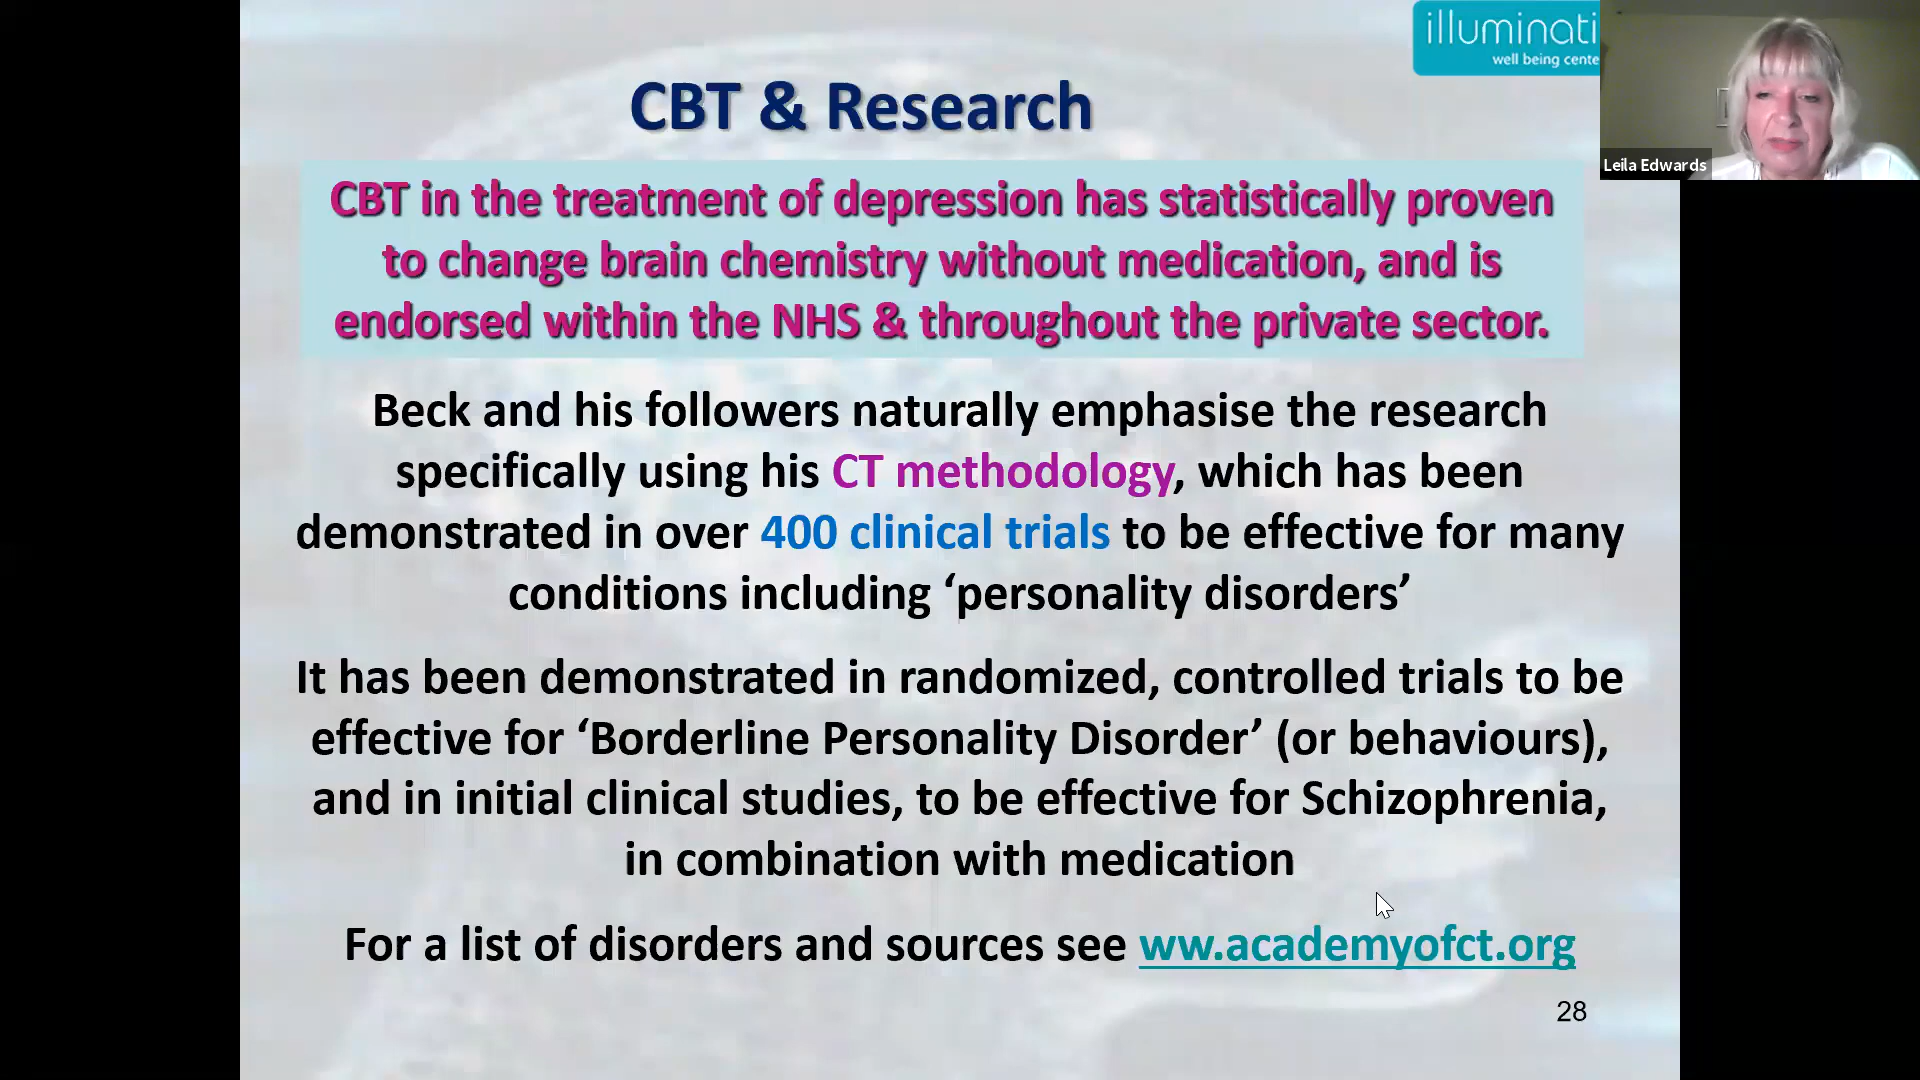 illuminati
well being cente
Leila Edwards
CBT & Research
CBT in the treatment of depression has statistically proven
to change brain chemistry without medication, and is
endorsed within the NHS & throughout the private sector.
Beck and his followers naturally emphasise the research
specifically using his CT methodology, which has been
demonstrated in over 400 clinical trials to be effective for many
conditions including ‘personality disorders’
It has been demonstrated in randomized, controlled trials to be
effective for ‘Borderline Personality Disorder’ (or behaviours),
and in initial clinical studies, to be effective for Schizophrenia,
in combination with medication
For a list of disorders and sources see ww.academyofct.org
28